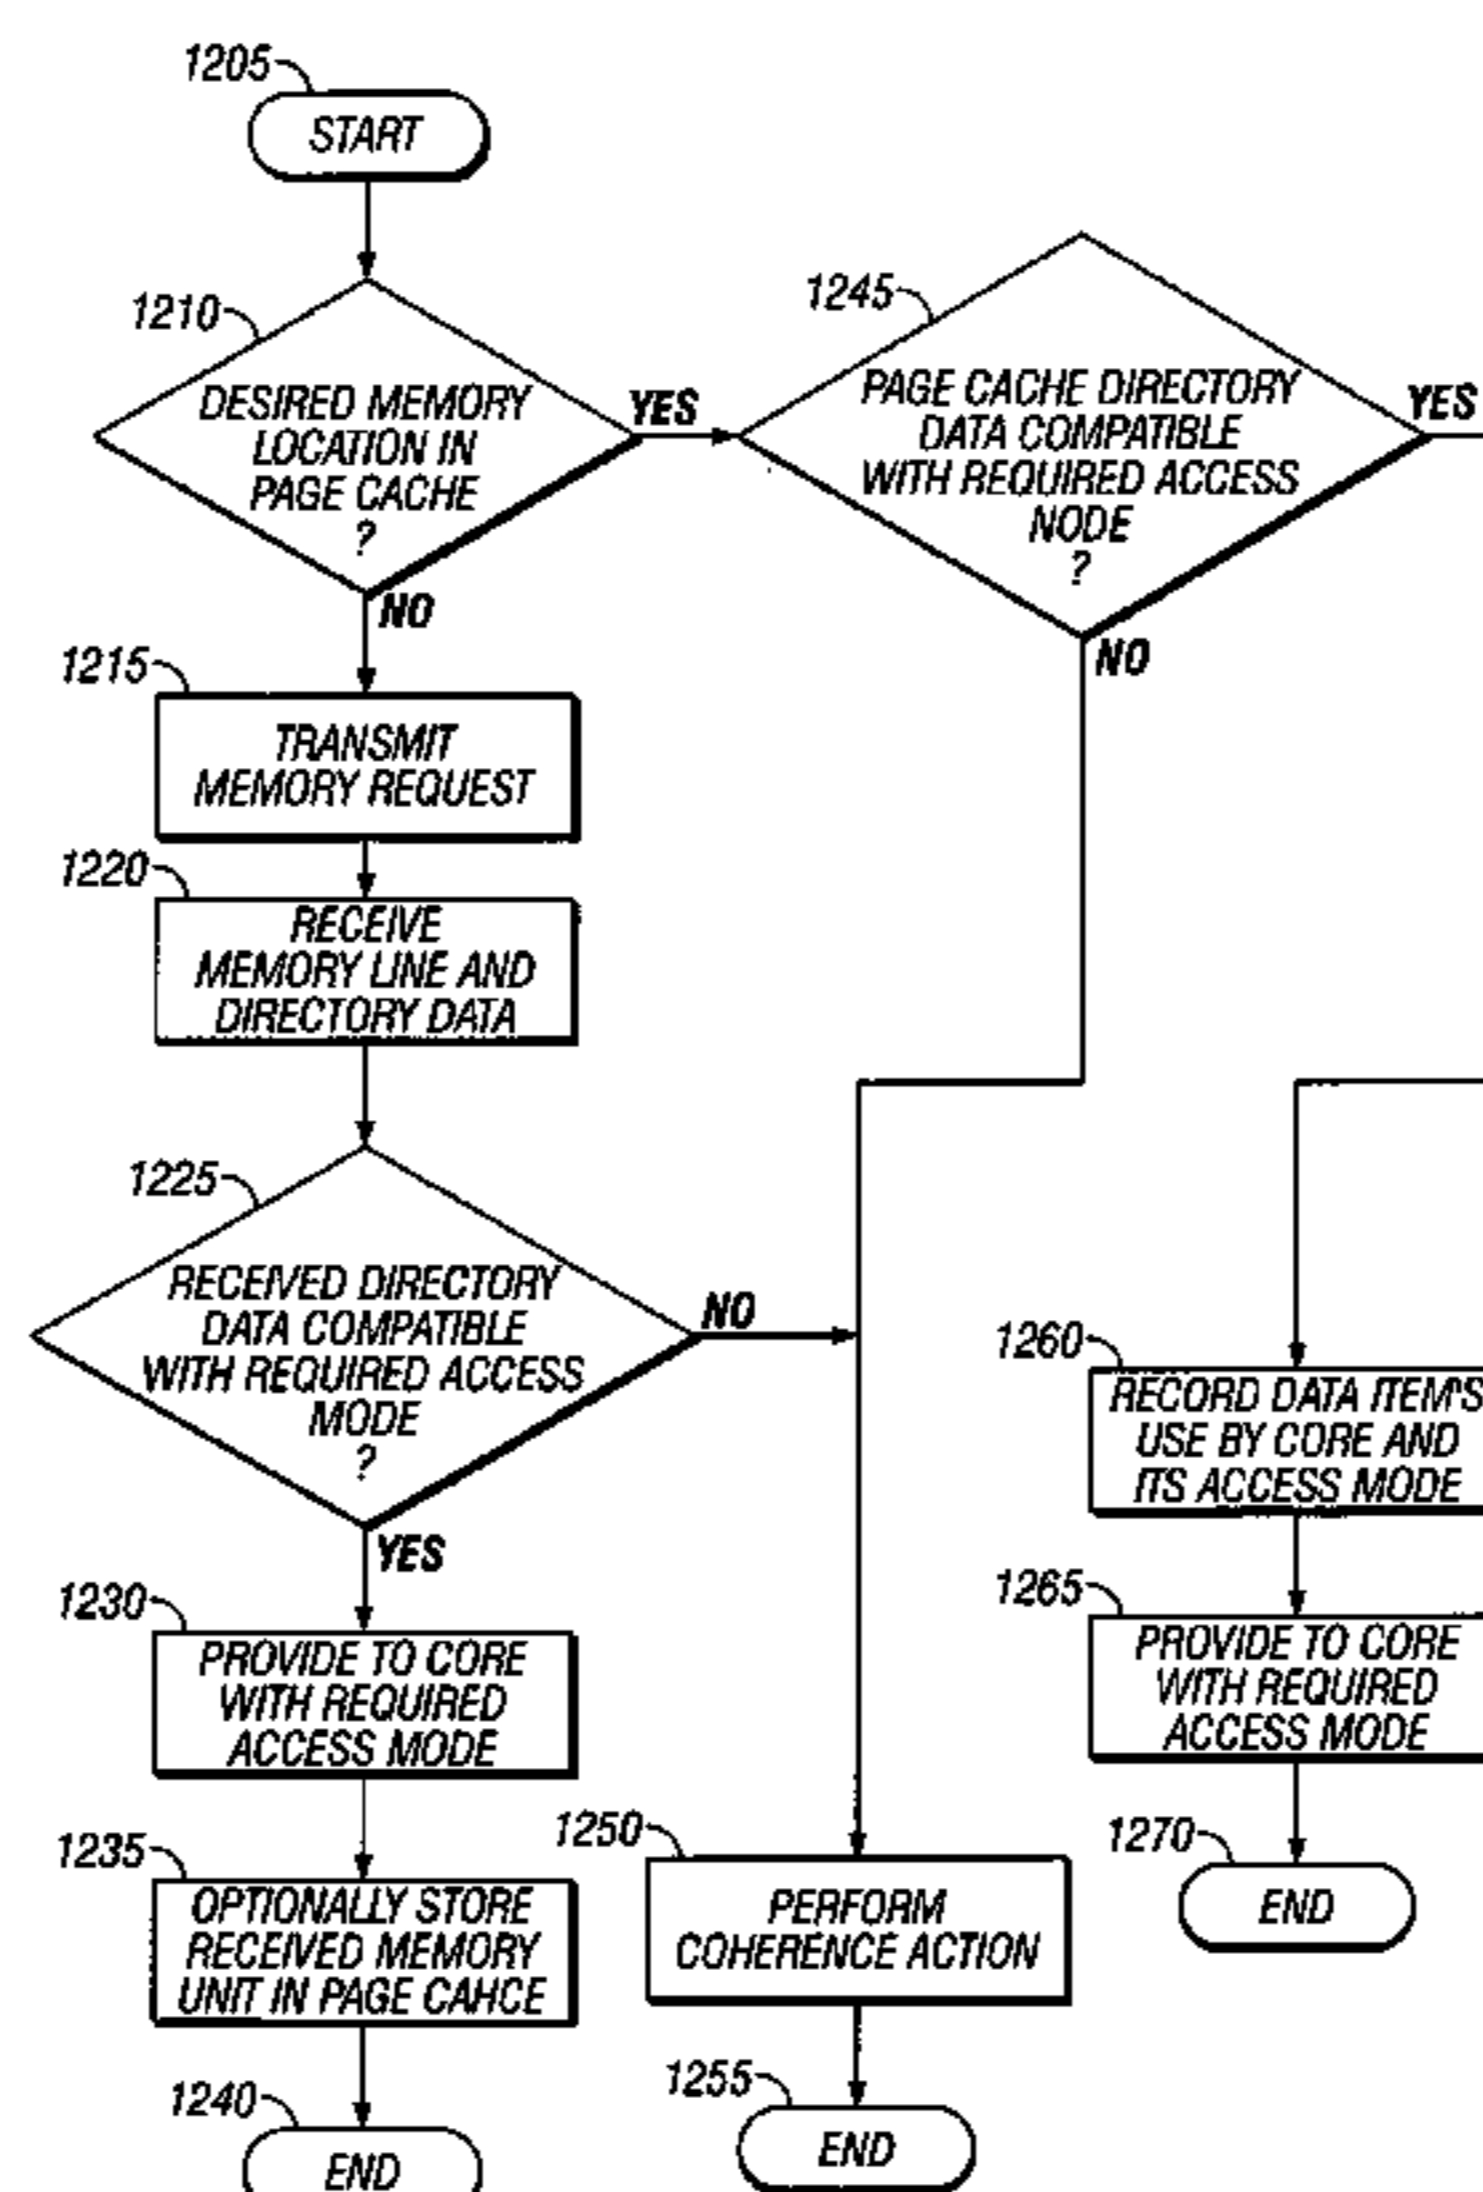 1205
START
1210
DESIRED MEMORY
LOCATION IN
PAGE CACHE
?
YES
NO
1245
PAGE CACHE DIRECTORY
DATA COMPATIBLE
WITH REQUIRED ACCESS
NODE
?
YES
NO
1215
TRANSMIT
MEMORY REQUEST
1220
RECEIVE
MEMORY LINE AND
DIRECTORY DATA
1225
RECEIVED DIRECTORY
DATA COMPATIBLE
WITH REQUIRED ACCESS
MODE
?
NO
YES
1230
PROVIDE TO CORE
WITH REQUIRED
ACCESS MODE
1235
OPTIONALLY STORE
RECEIVED MEMORY
UNIT IN PAGE CAHCE
1240
END
1250
PERFORM
COHERENCE ACTION
1255
END
1260
RECORD DATA ITEM'S
USE BY CORE AND
ITS ACCESS MODE
1265
PROVIDE TO CORE
WITH REQUIRED
ACCESS MODE
1270
END